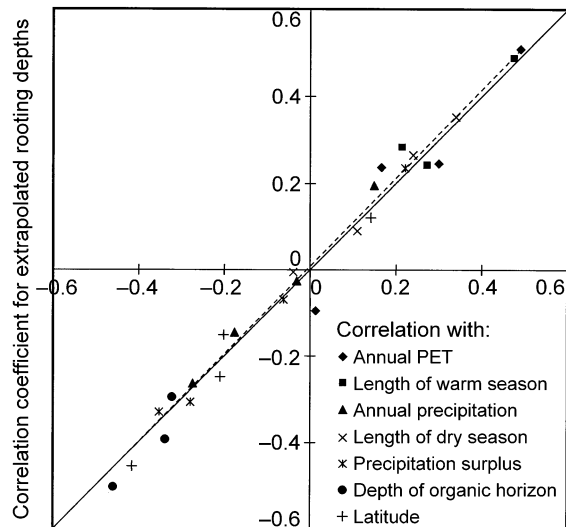 Correlation coefficient for extrapolated rooting depths
0.6
0.4
0.2
0
−0.6 −0.4 −0.2 0 0.2 0.4 0.6
−0.2
−0.4
−0.6
Correlation with:
Annual PET
Length of warm season
Annual precipitation
Length of dry season
Precipitation surplus
Depth of organic horizon
Latitude